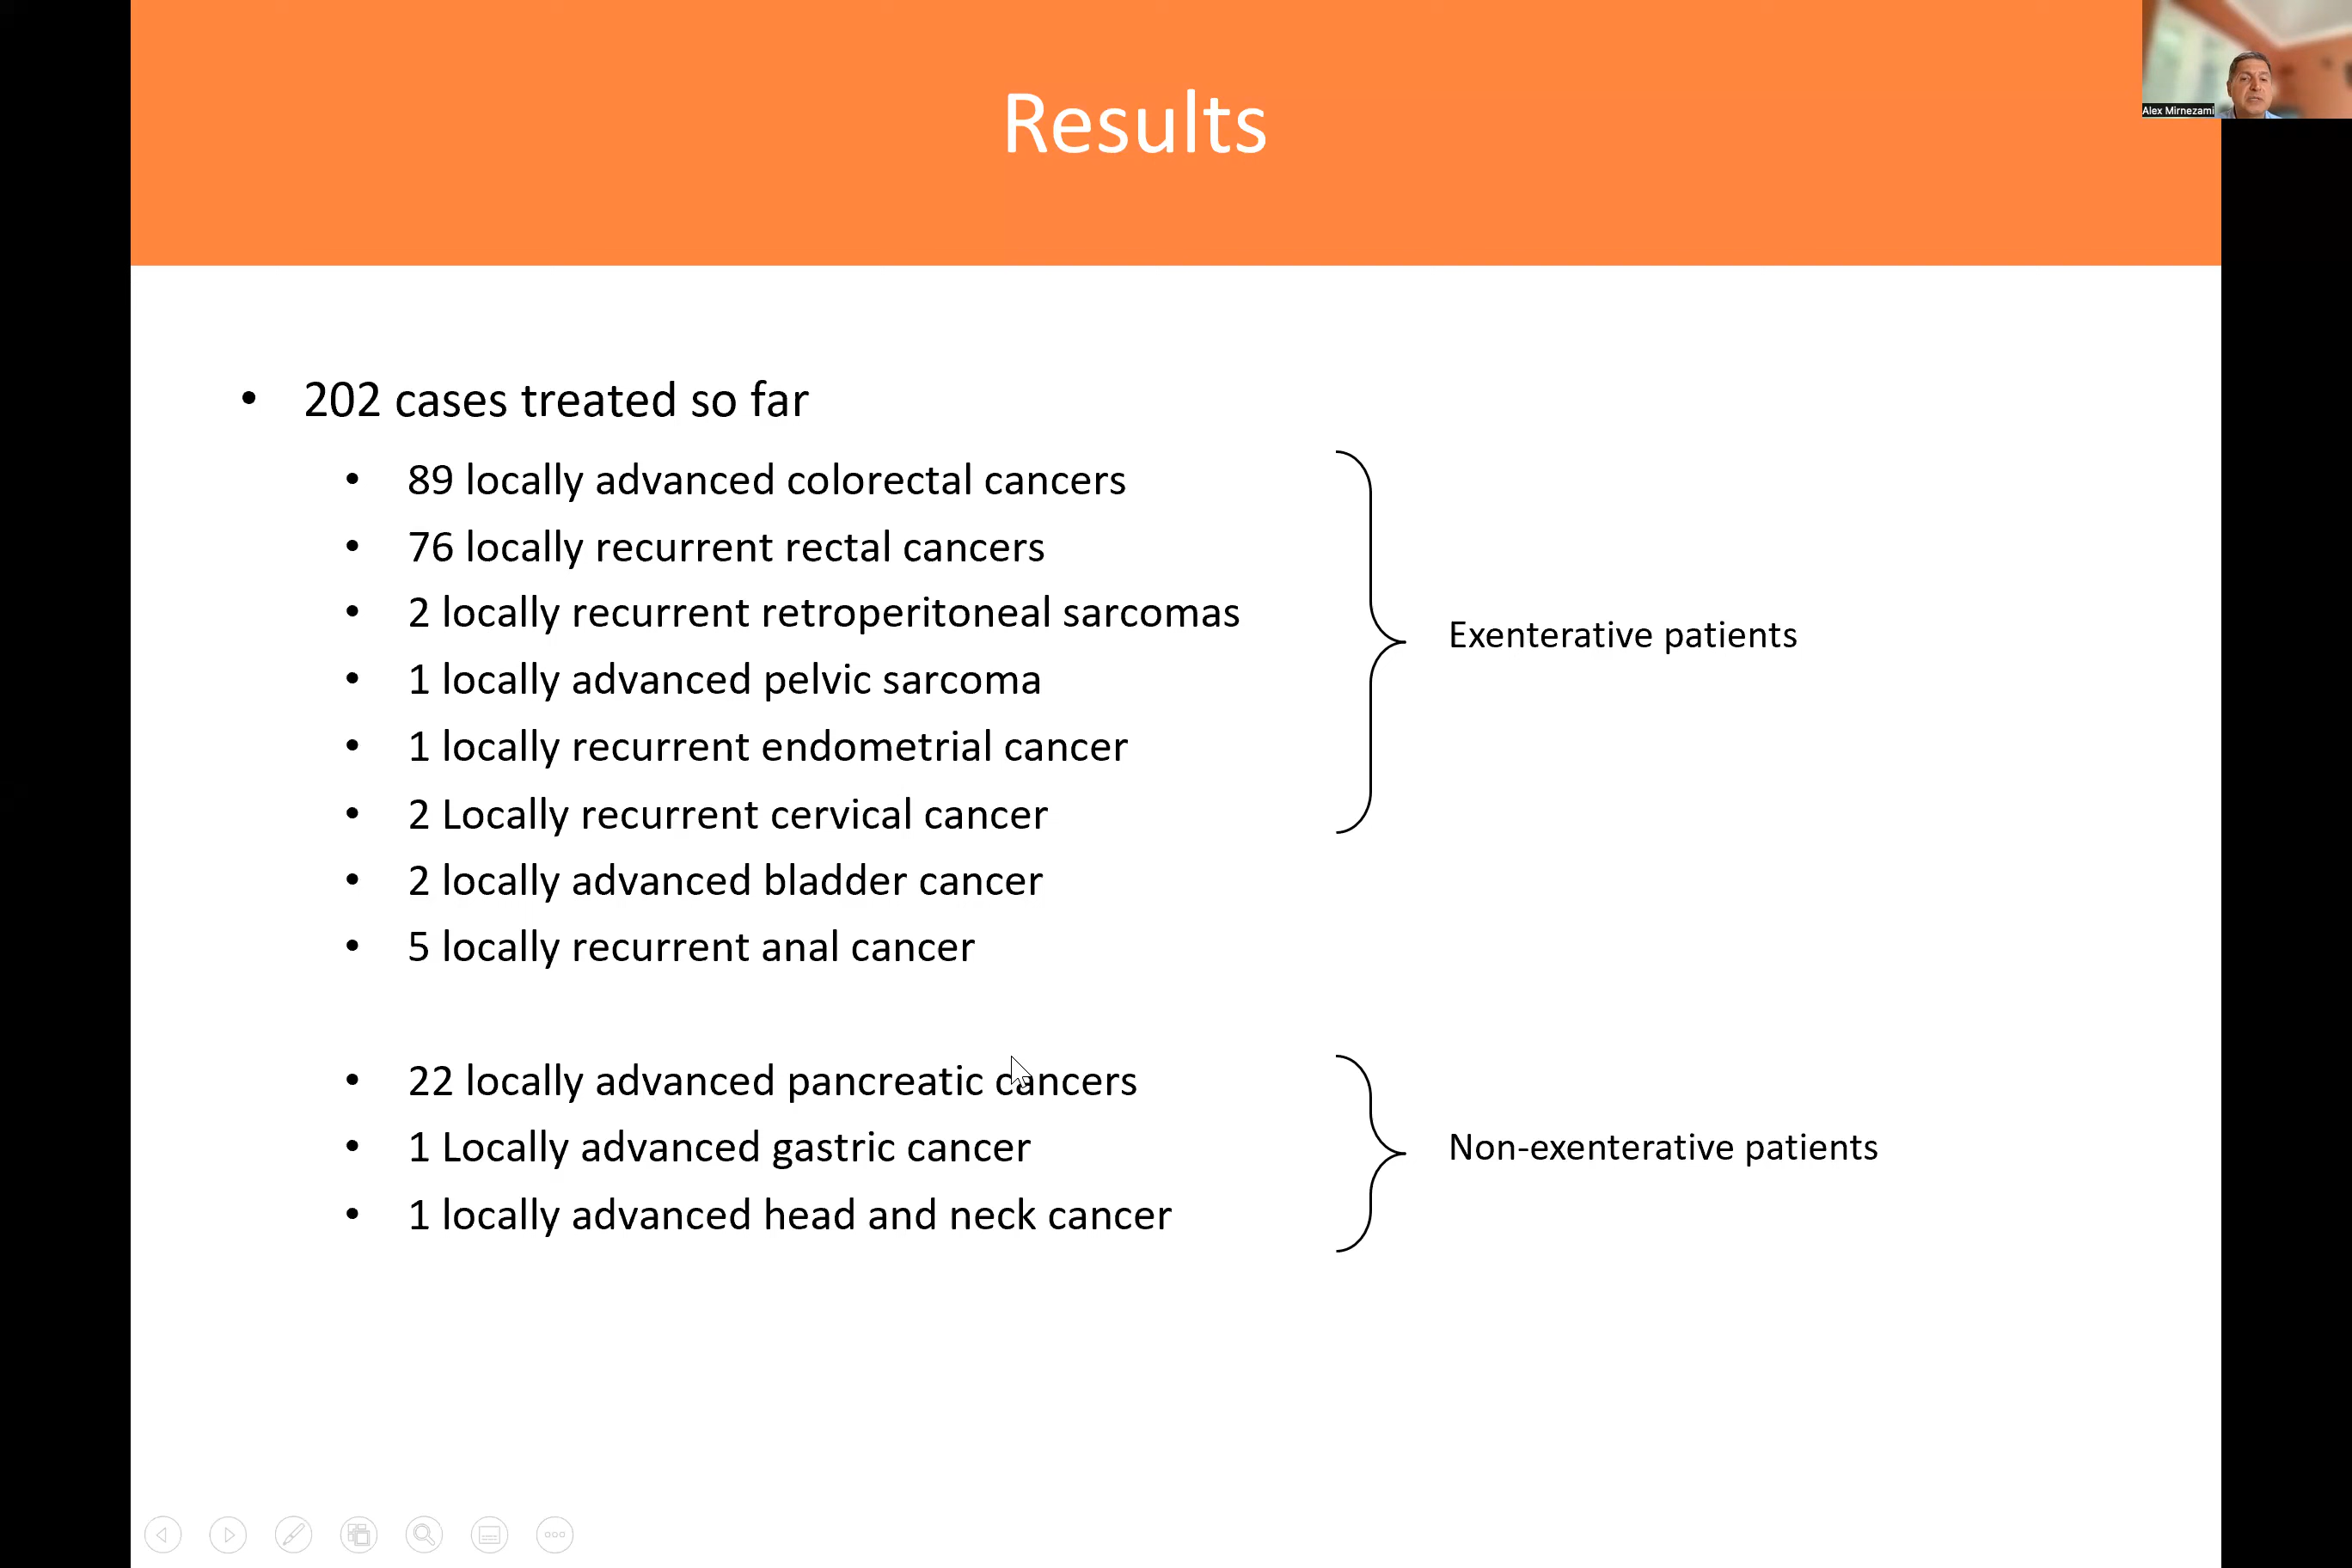 Results
Alex Mirnezami
• 202 cases treated so far
• 89 locally advanced colorectal cancers
• 76 locally recurrent rectal cancers
• 2 locally recurrent retroperitoneal sarcomas
• 1 locally advanced pelvic sarcoma
• 1 locally recurrent endometrial cancer
• 2 Locally recurrent cervical cancer
• 2 locally advanced bladder cancer
• 5 locally recurrent anal cancer
Exenterative patients
• 22 locally advanced pancreatic cancers
• 1 Locally advanced gastric cancer
• 1 locally advanced head and neck cancer
Non-exenterative patients